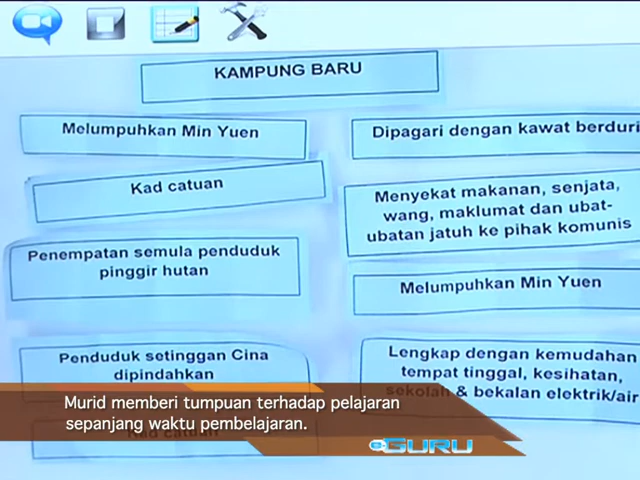 KAMPUNG BARU
Melumpuhkan Min Yuen
Dipagari dengan kawat berduri
Kad catuan
Menyekat makanan, senjata,
wang, maklumat dan ubat-
ubatan jatuh ke pihak komunis
Penempatan semula penduduk
pinggir hutan
Melumpuhkan Min Yuen
Penduduk setinggan Cina
dipindahkan
Lengkap dengan kemudahan
tempat tinggal, kesihatan,
sekolah & bekalan elektrik/air
Kad catuan
Murid memberi tumpuan terhadap pelajaran
sepanjang waktu pembelajaran.
e-GURU